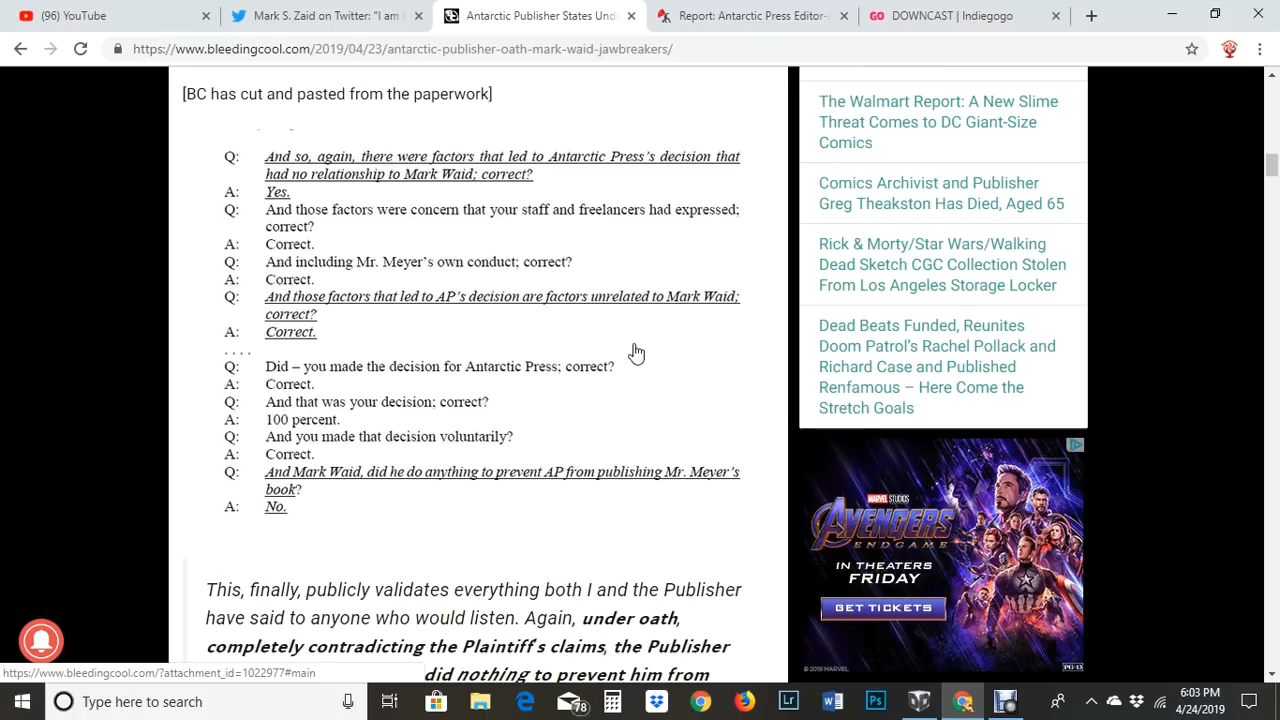 (96) YouTube
Mark S. Zaid on Twitter: "I am
Antarctic Publisher States Und
Report: Antarctic Press Editor-
GO DOWNCAST | Indiegogo
https://www.bleedingcool.com/2019/04/23/antarctic-publisher-oath-mark-waid-jawbreakers/
[BC has cut and pasted from the paperwork]
Q: And so, again, there were factors that led to Antarctic Press's decision that
had no relationship to Mark Waid; correct?
A: Yes.
Q: And those factors were concern that your staff and freelancers had expressed;
correct?
A: Correct.
Q: And including Mr. Meyer's own conduct; correct?
A: Correct.
Q: And those factors that led to AP's decision are factors unrelated to Mark Waid;
correct?
A: Correct.
. . . .
Q: Did – you made the decision for Antarctic Press; correct?
A: Correct.
Q: And that was your decision; correct?
A: 100 percent.
Q: And you made that decision voluntarily?
A: Correct.
Q: And Mark Waid, did he do anything to prevent AP from publishing Mr. Meyer's
book?
A: No.
This, finally, publicly validates everything both I and the Publisher
have said to anyone who would listen. Again, under oath,
completely contradicting the Plaintiff's claims, the Publisher
did nothing to prevent him from
The Walmart Report: A New Slime
Threat Comes to DC Giant-Size
Comics
Comics Archivist and Publisher
Greg Theakston Has Died, Aged 65
Rick & Morty/Star Wars/Walking
Dead Sketch CGC Collection Stolen
From Los Angeles Storage Locker
Dead Beats Funded, Reunites
Doom Patrol's Rachel Pollack and
Richard Case and Published
Renfamous – Here Come the
Stretch Goals
MARVEL STUDIOS
AVENGERS
ENDGAME
IN THEATERS
FRIDAY
GET TICKETS
© 2019 MARVEL
PG-13
https://www.bleedingcool.com/?attachment_id=1022977#main
Type here to search
78
Lr
Ps
6:03 PM
4/24/2019